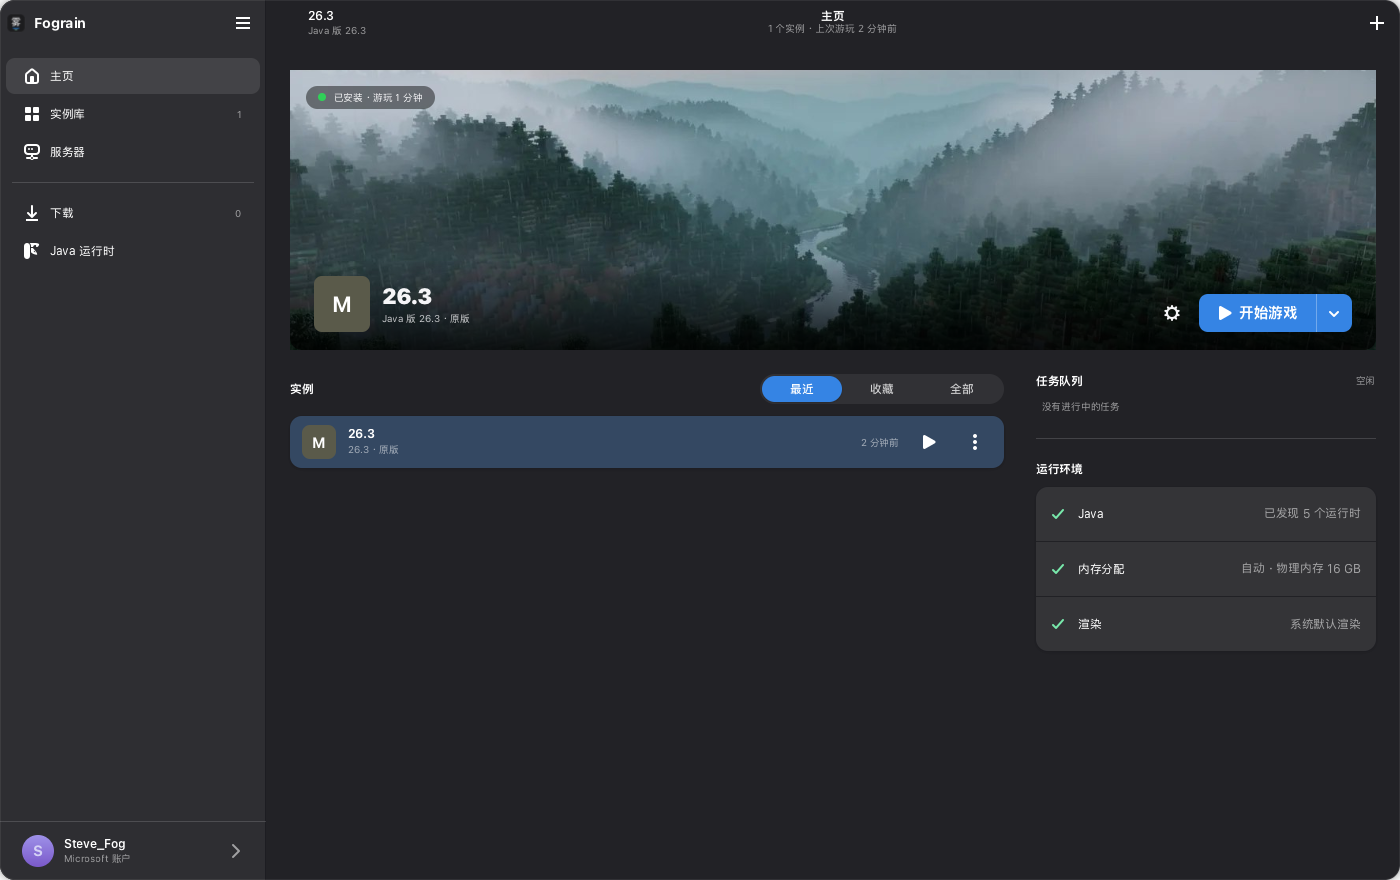 Fograin
主页
实例库 1
服务器
下载 0
Java 运行时
Steve_Fog
Microsoft 账户
S
26.3
Java 版 26.3
主页
1 个实例 · 上次游玩 2 分钟前
已安装 · 游玩 1 分钟
M
26.3
Java 版 26.3 · 原版
开始游戏
实例
最近 收藏 全部
M
26.3
26.3 · 原版
2 分钟前
任务队列 空闲
没有进行中的任务
运行环境
Java 已发现 5 个运行时
内存分配 自动 · 物理内存 16 GB
渲染 系统默认渲染